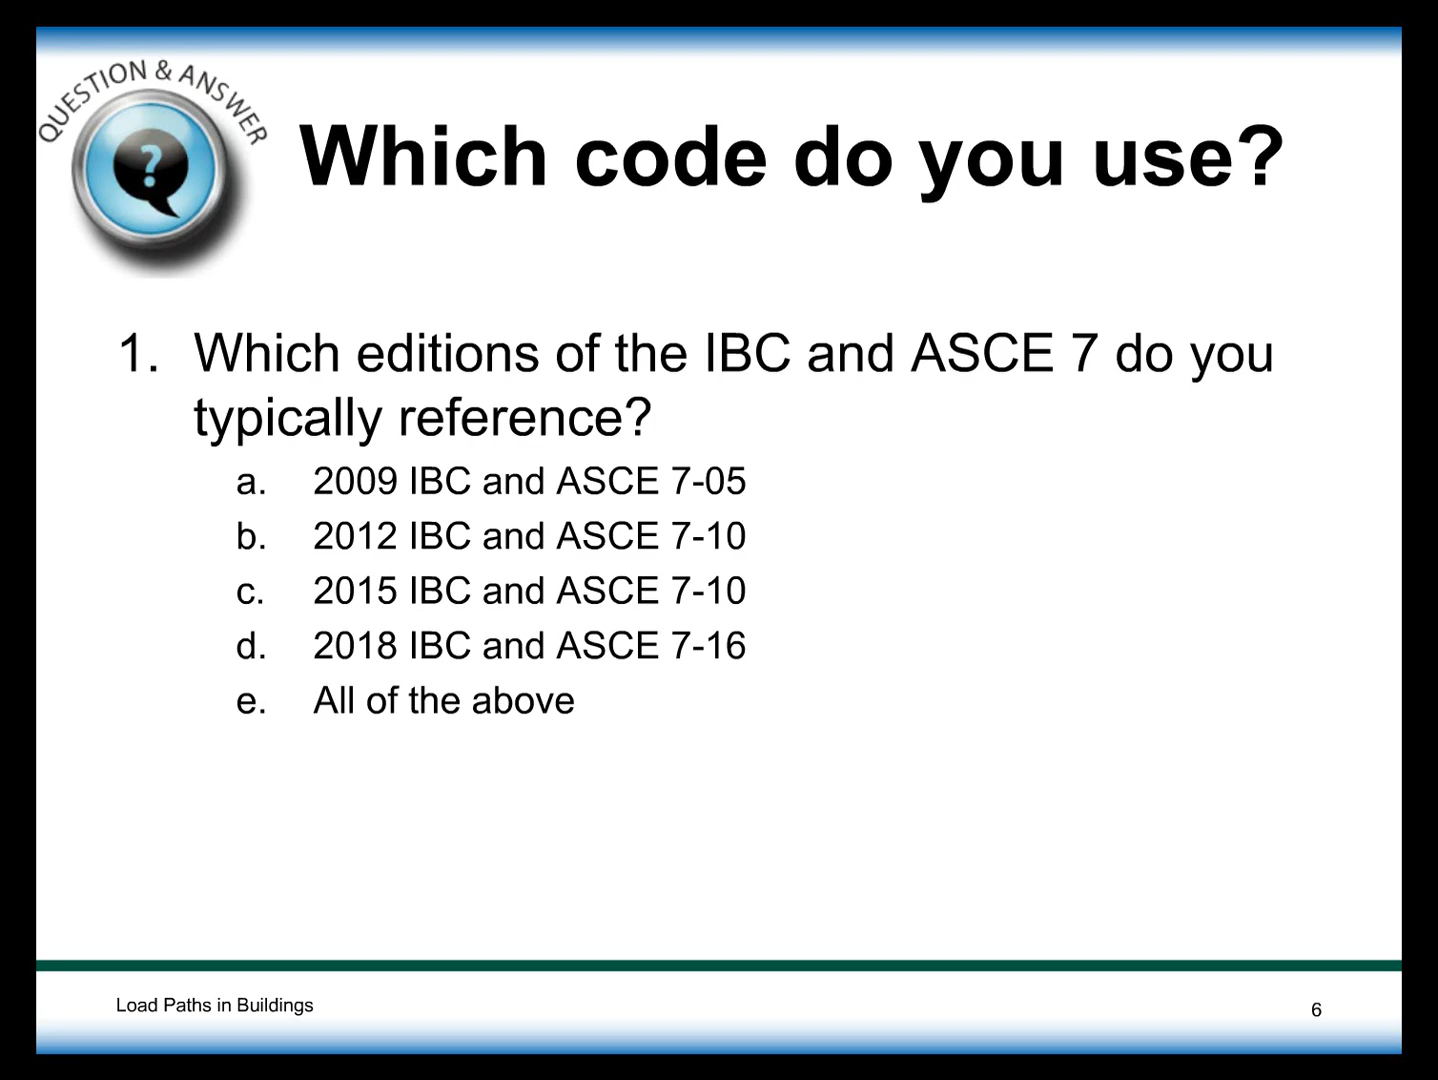 QUESTION & ANSWER
?
Which code do you use?
1. Which editions of the IBC and ASCE 7 do you
typically reference?
a. 2009 IBC and ASCE 7-05
b. 2012 IBC and ASCE 7-10
c. 2015 IBC and ASCE 7-10
d. 2018 IBC and ASCE 7-16
e. All of the above
Load Paths in Buildings
6